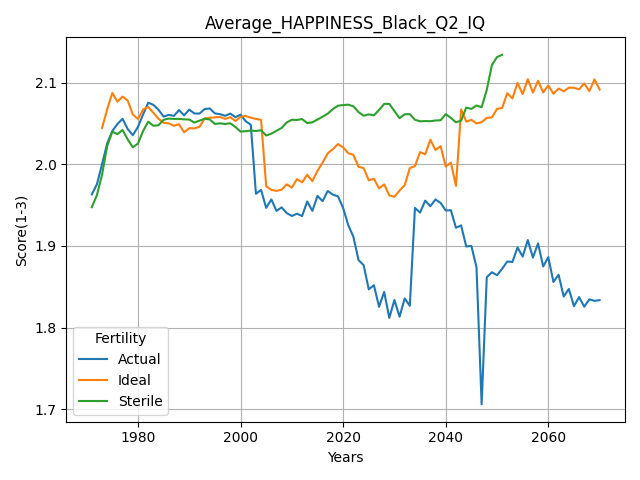 Average_HAPPINESS_Black_Q2_IQ
Score(1-3)
2.1
2.0
1.9
1.8
1.7
Fertility
Actual
Ideal
Sterile
1980
2000
2020
2040
2060
Years